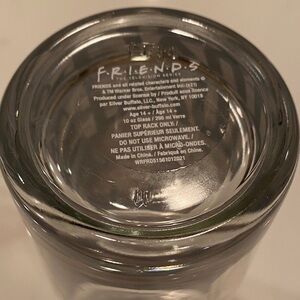 F·R·I·E·N·D·S
THE TELEVISION SERIES
FRIENDS and all related characters and elements ©
& ™ Warner Bros. Entertainment Inc. (s21)
Produced under license by / Produit sous licence
par Silver Buffalo, LLC., New York, NY 10018
www.silver-buffalo.com
Age 14 + / Âge 14 +
10 oz Glass / 295 ml Verre
TOP RACK ONLY. /
PANIER SUPÉRIEUR SEULEMENT.
DO NOT USE MICROWAVE. /
NE PAS UTILISER À MICRO-ONDES.
Made in China. / Fabriqué en Chine.